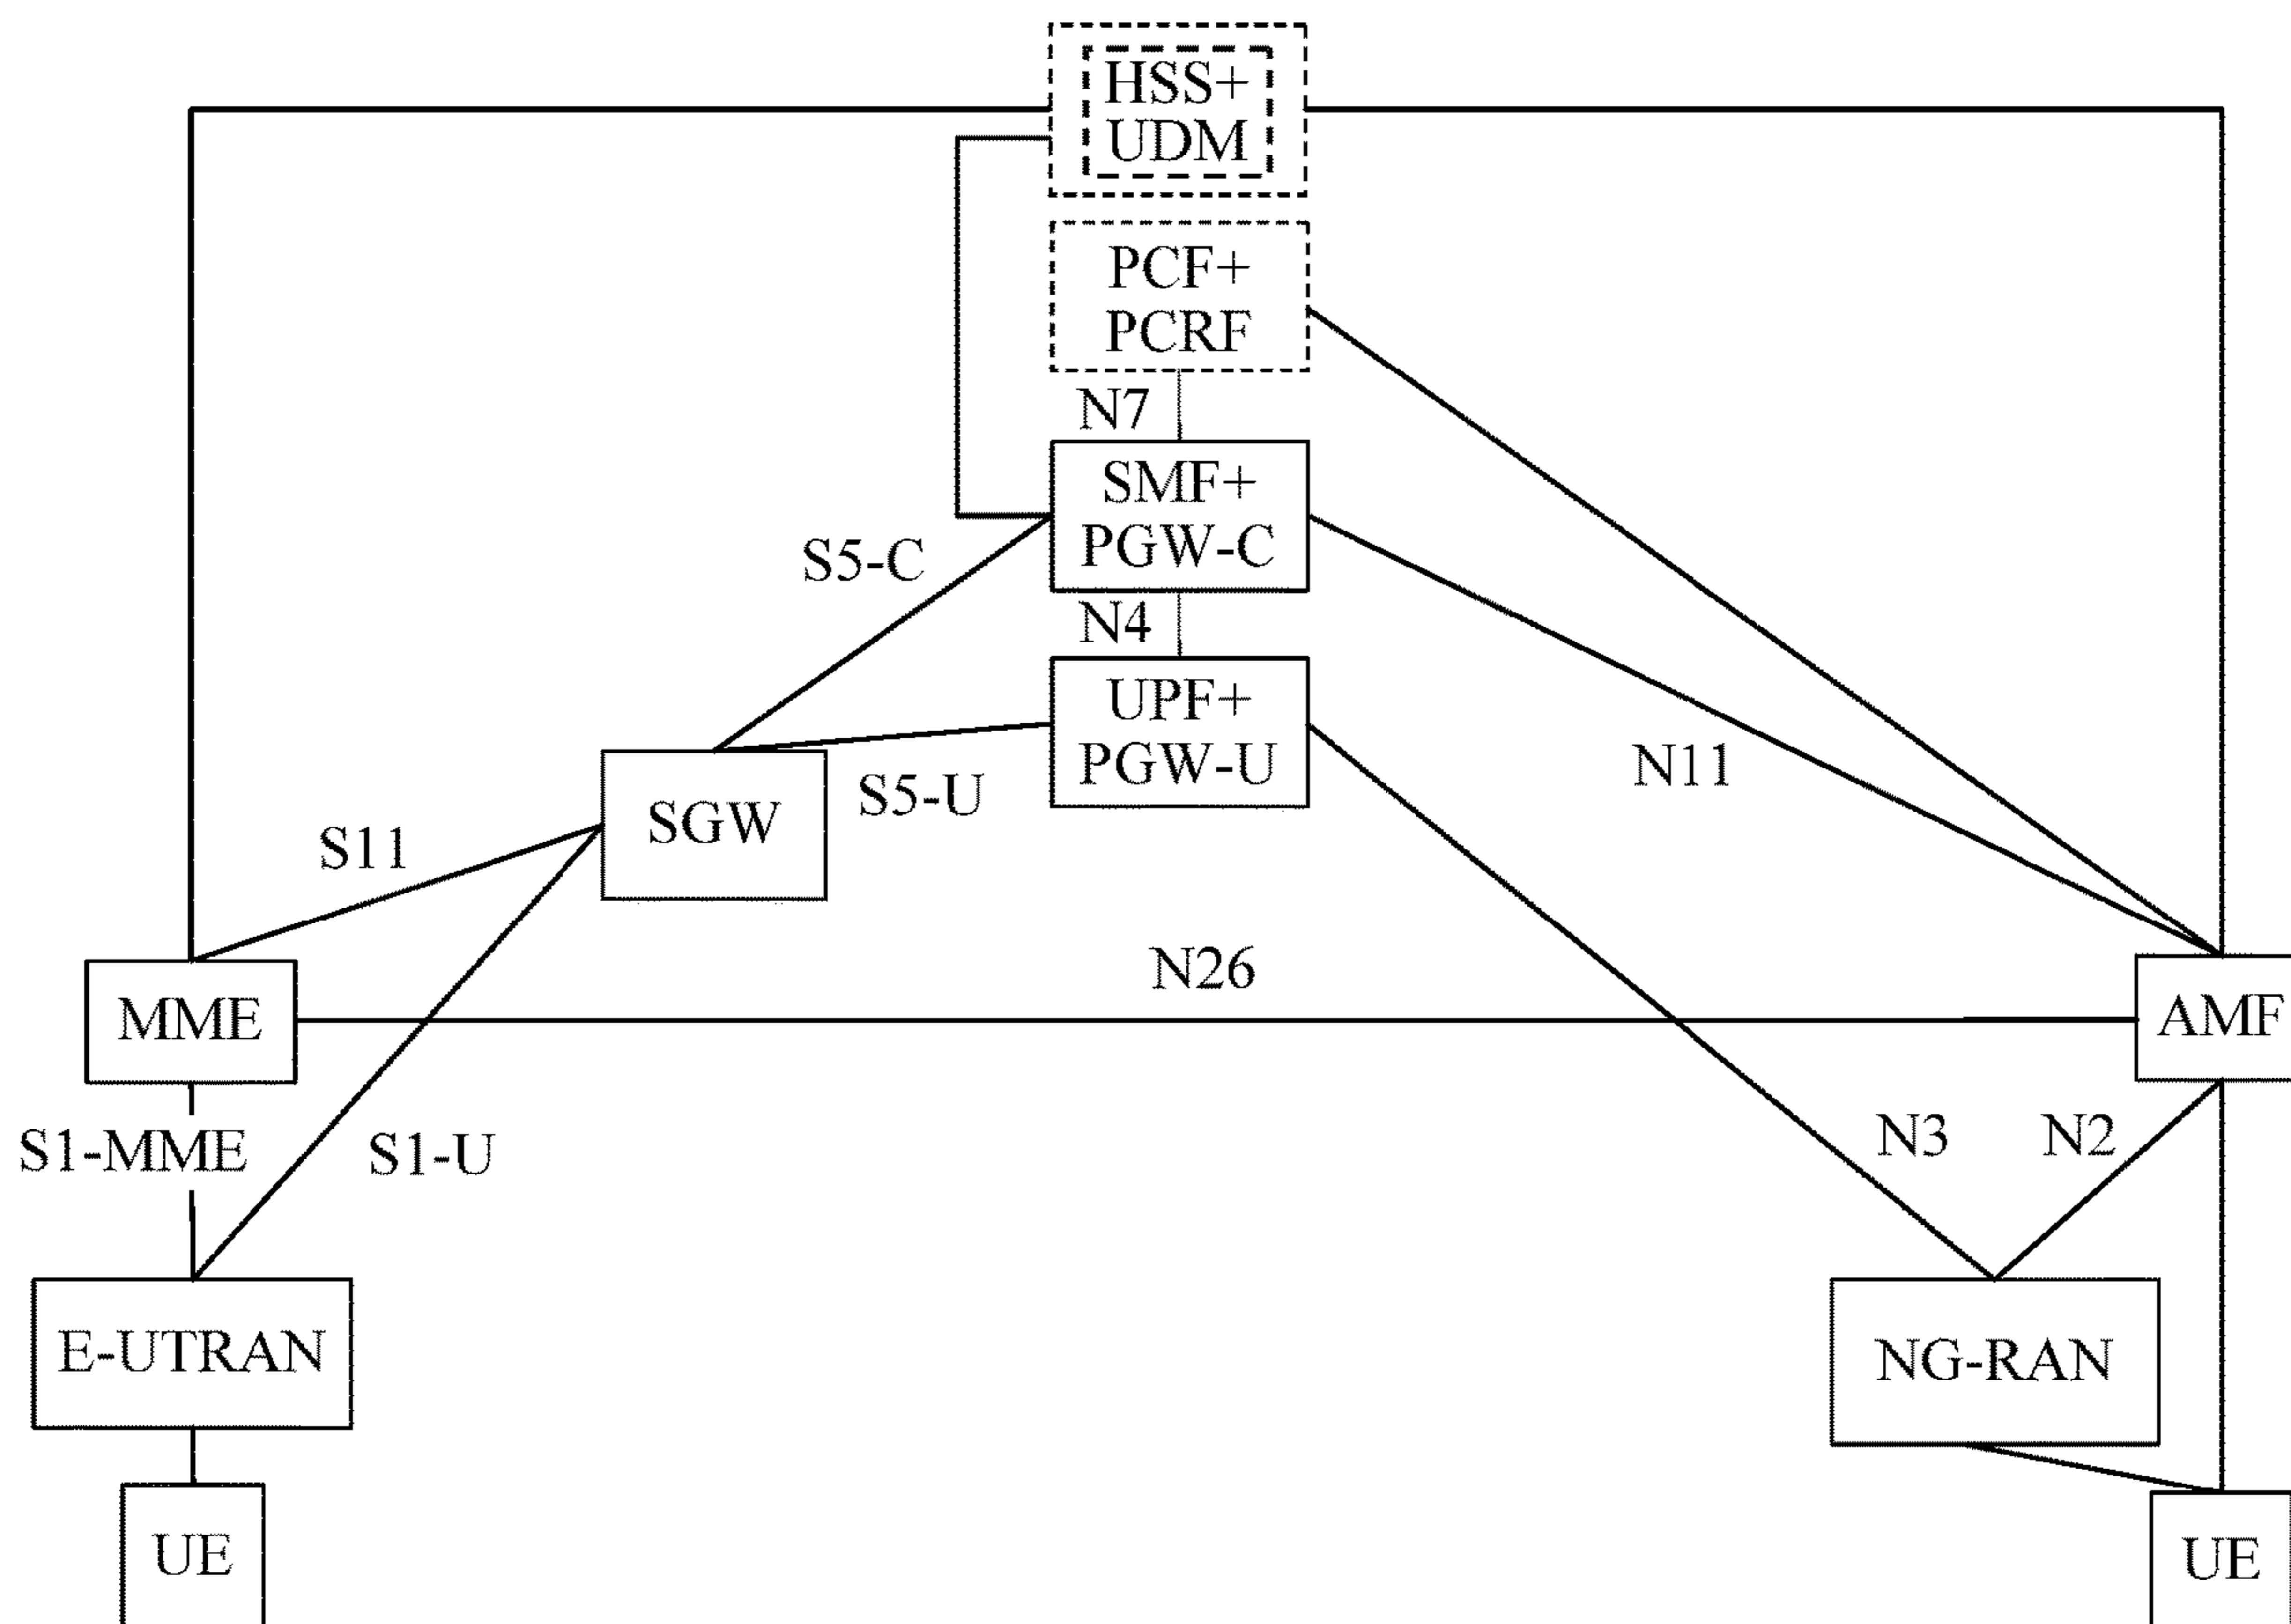 HSS+
UDM
PCF+
PCRF
N7
SMF+
PGW-C
S5-C
N4
UPF+
PGW-U
N11
S5-U
SGW
S11
N26
MME
AMF
S1-MME
S1-U
N3
N2
E-UTRAN
NG-RAN
UE
UE